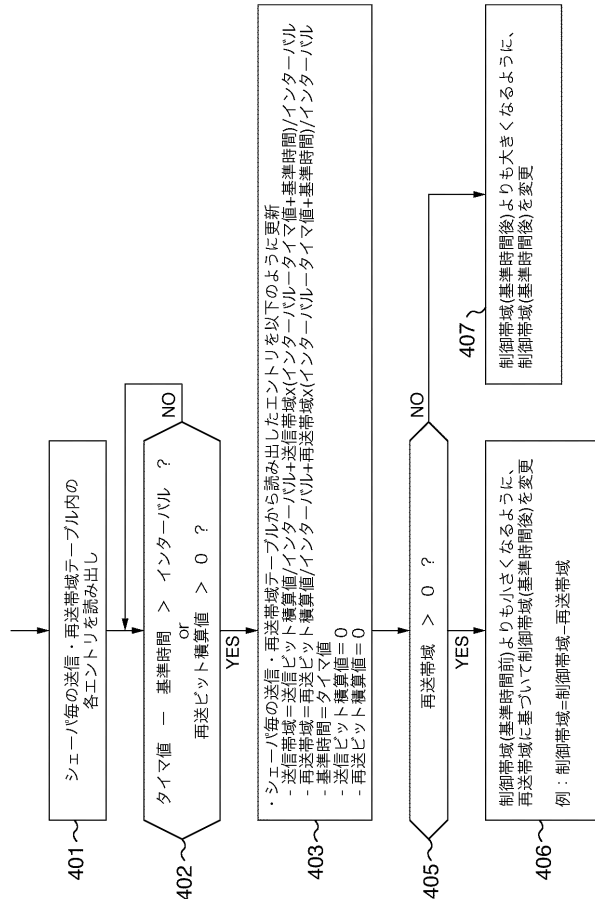 シェーパ毎の送信・再送帯域テーブル内の
各エントリを読み出し
401
タイマ値 － 基準時間 ＞ インターバル ？
or
再送ビット積算値 ＞ ０ ？
402
NO
YES
・シェーパ毎の送信・再送帯域テーブルから読み出したエントリを以下のように更新
- 送信帯域＝送信ビット積算値/インターバル+送信帯域x(インターバルータイマ値+基準時間)/インターバル
- 再送帯域＝再送ビット積算値/インターバル+再送帯域x(インターバルータイマ値+基準時間)/インターバル
- 基準時間＝タイマ値
- 送信ビット積算値＝0
- 再送ビット積算値＝0
403
再送帯域 ＞ ０ ？
405
NO
YES
制御帯域(基準時間前)よりも小さくなるように、
再送帯域に基づいて制御帯域(基準時間後)を変更
例：制御帯域=制御帯域−再送帯域
406
407
制御帯域(基準時間後)よりも大きくなるように、
制御帯域(基準時間後)を変更